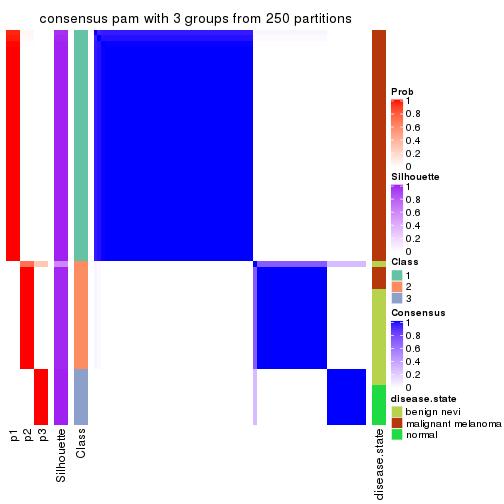 consensus pam with 3 groups from 250 partitions
Prob
1
0.8
0.6
0.4
0.2
0
Silhouette
1
0.8
0.6
0.4
0.2
0
Class
1
2
3
Consensus
1
0.8
0.6
0.4
0.2
0
disease.state
benign nevi
malignant melanoma
normal
p1
p2
p3
Silhouette
Class
disease.state